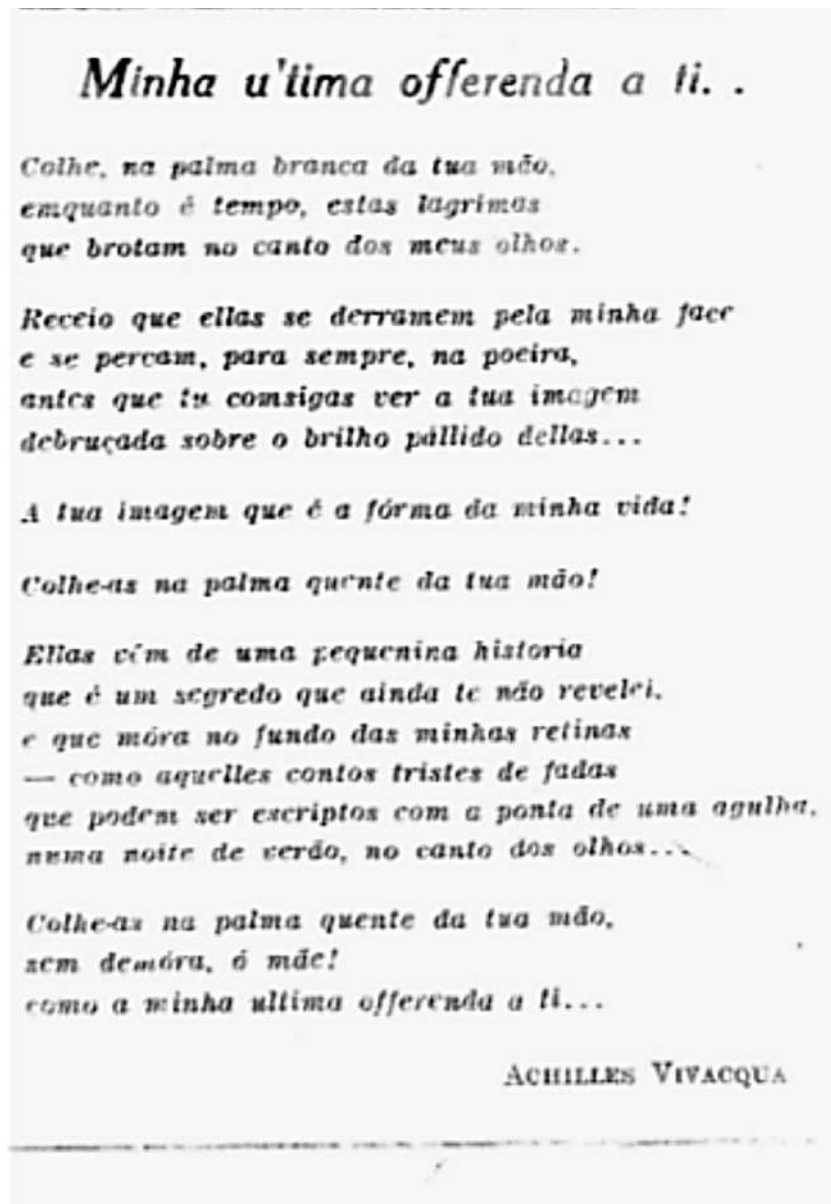 Minha u'tima offerenda a ti. .
Colhe, na palma branca da tua mão,
emquanto é tempo, estas lagrimas
que brotam no canto dos meus olhos.
Receio que ellas se derramem pela minha face
e se percam, para sempre, na poeira,
antes que tu comsigas ver a tua imagem
debruçada sobre o brilho pállido dellas...
A tua imagem que é a fórma da minha vida!
Colhe-as na palma quente da tua mão!
Ellas vêm de uma pequenina historia
que é um segredo que ainda te não revelei,
e que móra no fundo das minhas retinas
— como aquelles contos tristes de fadas
que podem ser escriptos com a ponta de uma agulha,
numa noite de verão, no canto dos olhos...
Colhe-as na palma quente da tua mão,
sem demóra, ó mãe!
como a minha ultima offerenda a ti...
ACHILLES VIVACQUA